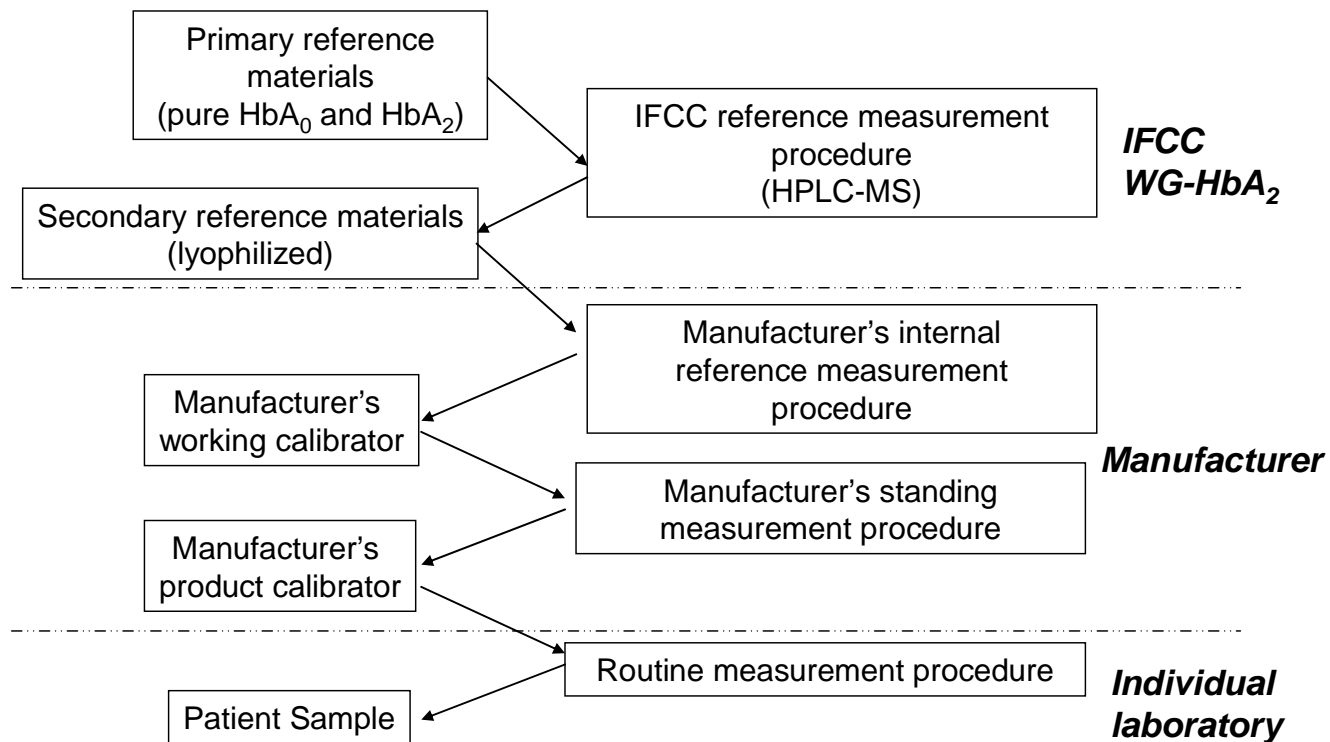 Primary reference
materials
(pure HbA₀ and HbA₂)
IFCC reference measurement
procedure
(HPLC-MS)
IFCC
WG-HbA₂
Secondary reference materials
(lyophilized)
Manufacturer’s internal
reference measurement
procedure
Manufacturer’s
working calibrator
Manufacturer
Manufacturer’s standing
measurement procedure
Manufacturer’s
product calibrator
Routine measurement procedure
Individual
laboratory
Patient Sample